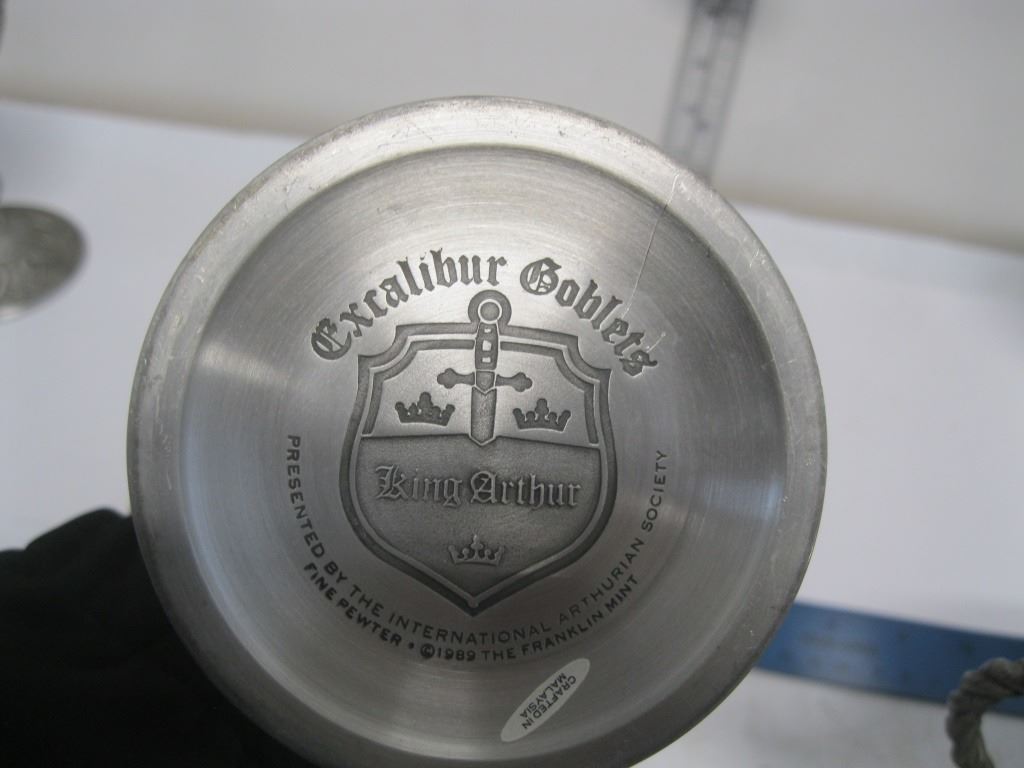 Excalibur Goblets
King Arthur
PRESENTED BY THE INTERNATIONAL ARTHURIAN SOCIETY
FINE PEWTER • ©1989 THE FRANKLIN MINT
CRAFTED IN
MALAYSIA